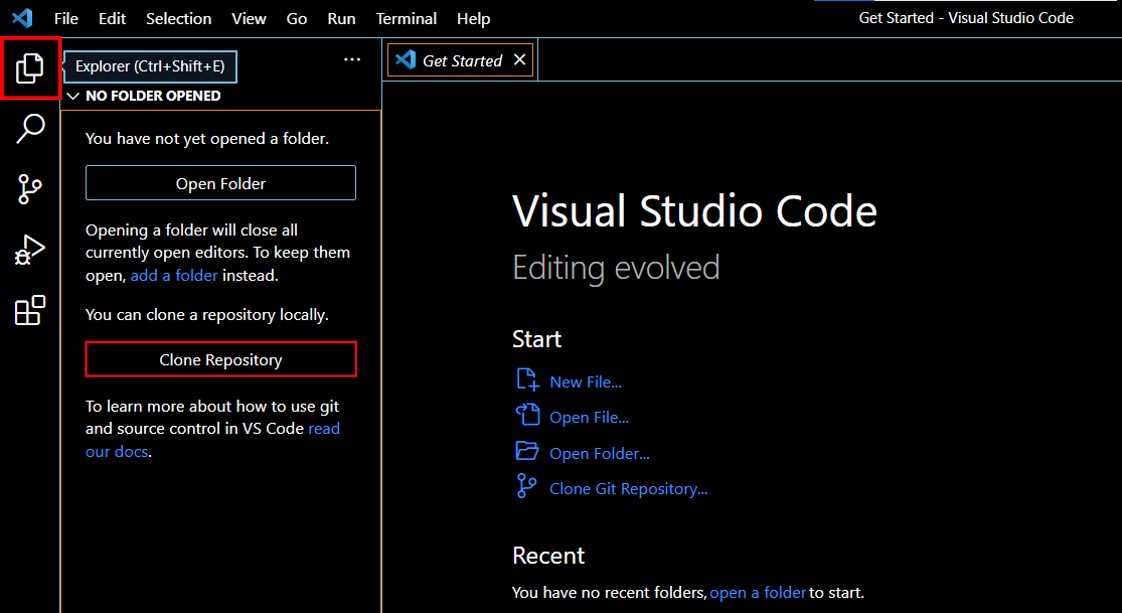 File Edit Selection View Go Run Terminal Help
Get Started - Visual Studio Code
Explorer (Ctrl+Shift+E)
···
NO FOLDER OPENED
You have not yet opened a folder.
Open Folder
Opening a folder will close all
currently open editors. To keep them
open, add a folder instead.
You can clone a repository locally.
Clone Repository
To learn more about how to use git
and source control in VS Code read
our docs.
Get Started
Visual Studio Code
Editing evolved
Start
New File...
Open File...
Open Folder...
Clone Git Repository...
Recent
You have no recent folders, open a folder to start.